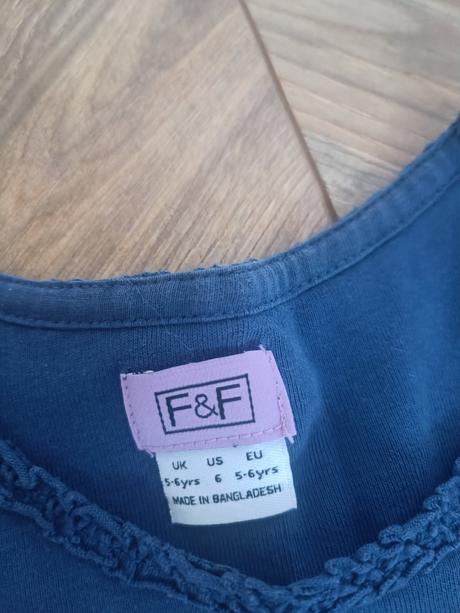 F&F
UK US EU
5-6yrs 6 5-6yrs
MADE IN BANGLADESH